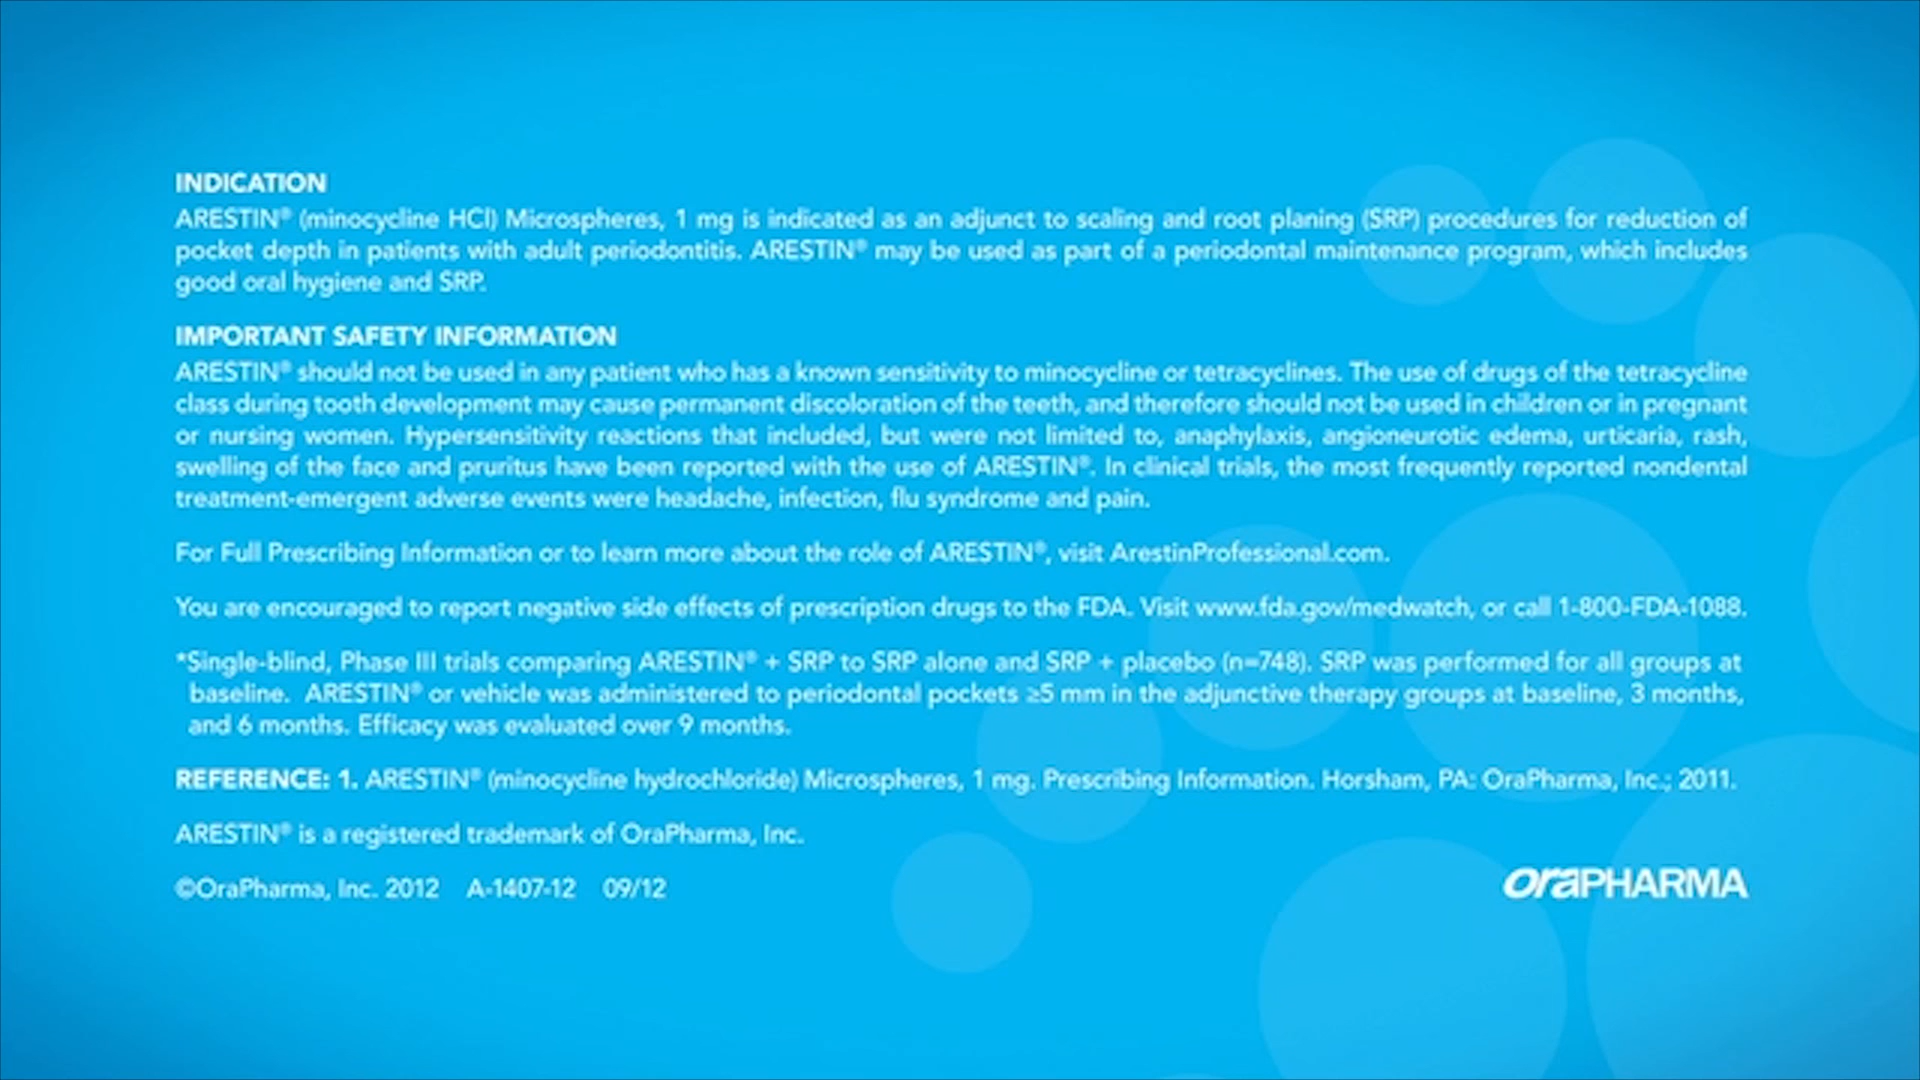 INDICATION
ARESTIN® (minocycline HCl) Microspheres, 1 mg is indicated as an adjunct to scaling and root planing (SRP) procedures for reduction of
pocket depth in patients with adult periodontitis. ARESTIN® may be used as part of a periodontal maintenance program, which includes
good oral hygiene and SRP.
IMPORTANT SAFETY INFORMATION
ARESTIN® should not be used in any patient who has a known sensitivity to minocycline or tetracyclines. The use of drugs of the tetracycline
class during tooth development may cause permanent discoloration of the teeth, and therefore should not be used in children or in pregnant
or nursing women. Hypersensitivity reactions that included, but were not limited to, anaphylaxis, angioneurotic edema, urticaria, rash,
swelling of the face and pruritus have been reported with the use of ARESTIN®. In clinical trials, the most frequently reported nondental
treatment-emergent adverse events were headache, infection, flu syndrome and pain.
For Full Prescribing Information or to learn more about the role of ARESTIN®, visit ArestinProfessional.com.
You are encouraged to report negative side effects of prescription drugs to the FDA. Visit www.fda.gov/medwatch, or call 1-800-FDA-1088.
*Single-blind, Phase III trials comparing ARESTIN® + SRP to SRP alone and SRP + placebo (n=748). SRP was performed for all groups at
baseline. ARESTIN® or vehicle was administered to periodontal pockets ≥5 mm in the adjunctive therapy groups at baseline, 3 months,
and 6 months. Efficacy was evaluated over 9 months.
REFERENCE: 1. ARESTIN® (minocycline hydrochloride) Microspheres, 1 mg. Prescribing Information. Horsham, PA: OraPharma, Inc.; 2011.
ARESTIN® is a registered trademark of OraPharma, Inc.
©OraPharma, Inc. 2012 A-1407-12 09/12
oraPHARMA